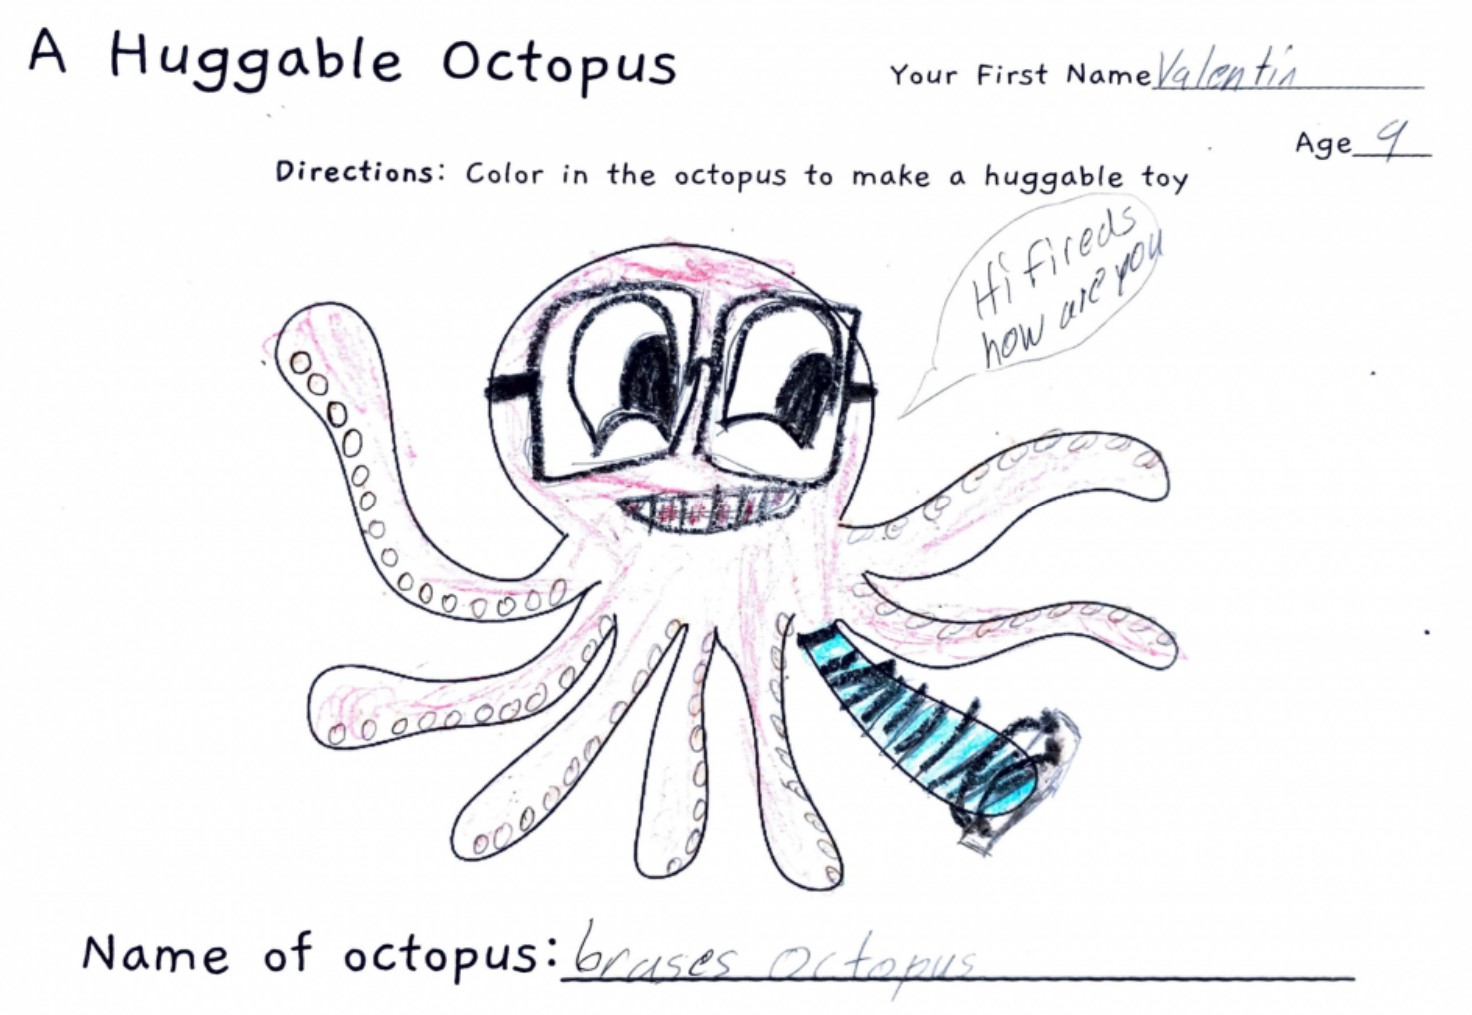 A Huggable Octopus
Your First Name Valentin
Age 9
Directions: Color in the octopus to make a huggable toy
Hi fireds
how are you
Name of octopus: brases octopus